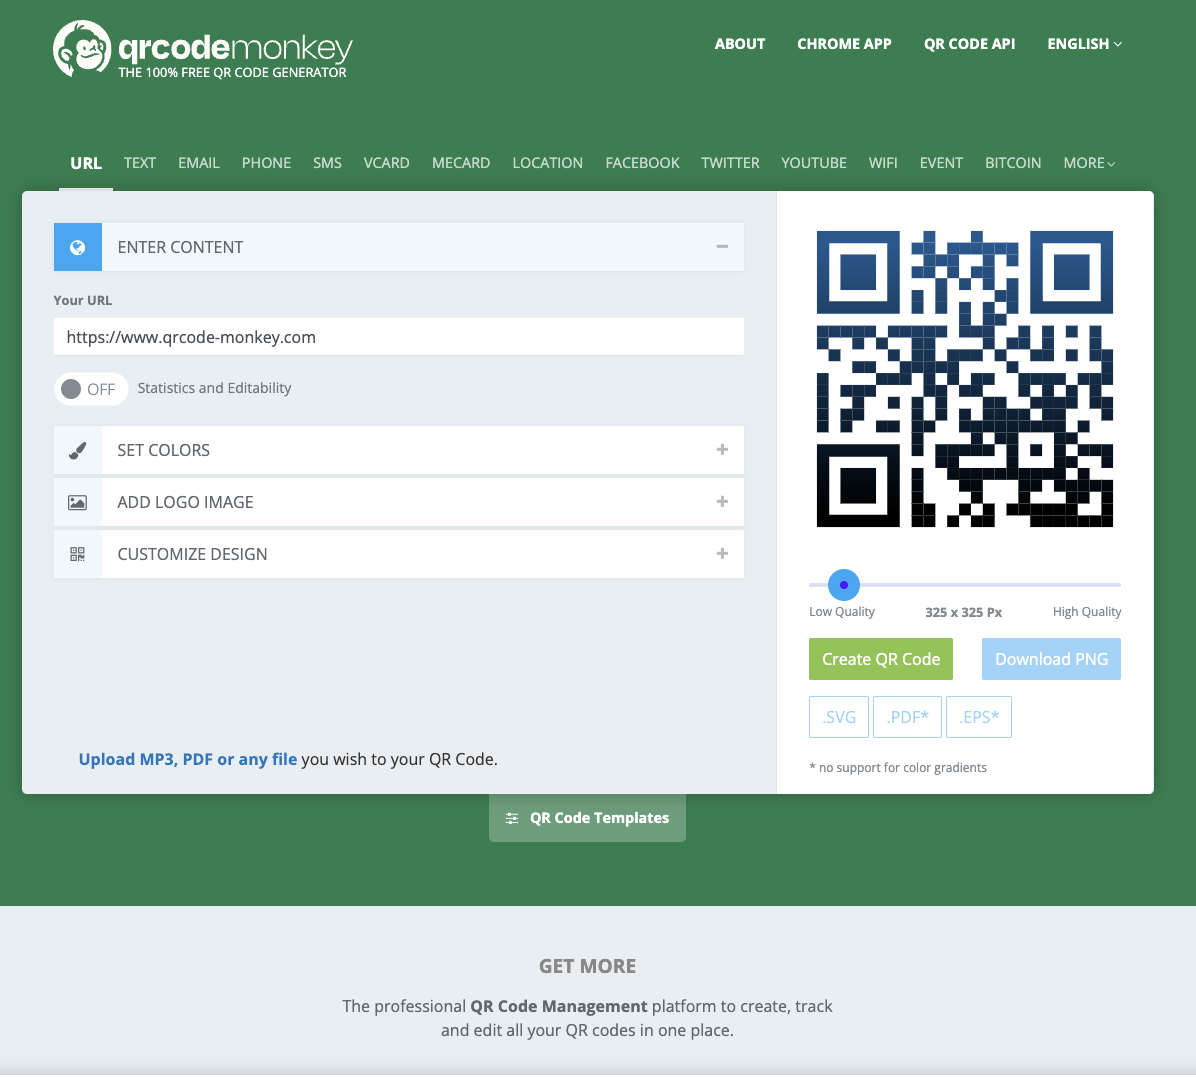 qrcodemonkey
THE 100% FREE QR CODE GENERATOR
ABOUT CHROME APP QR CODE API ENGLISH
URL TEXT EMAIL PHONE SMS VCARD MECARD LOCATION FACEBOOK TWITTER YOUTUBE WIFI EVENT BITCOIN MORE
ENTER CONTENT
Your URL
https://www.qrcode-monkey.com
OFF Statistics and Editability
SET COLORS
ADD LOGO IMAGE
CUSTOMIZE DESIGN
Upload MP3, PDF or any file you wish to your QR Code.
Low Quality 325 x 325 Px High Quality
Create QR Code Download PNG
.SVG .PDF* .EPS*
* no support for color gradients
QR Code Templates
GET MORE
The professional QR Code Management platform to create, track
and edit all your QR codes in one place.